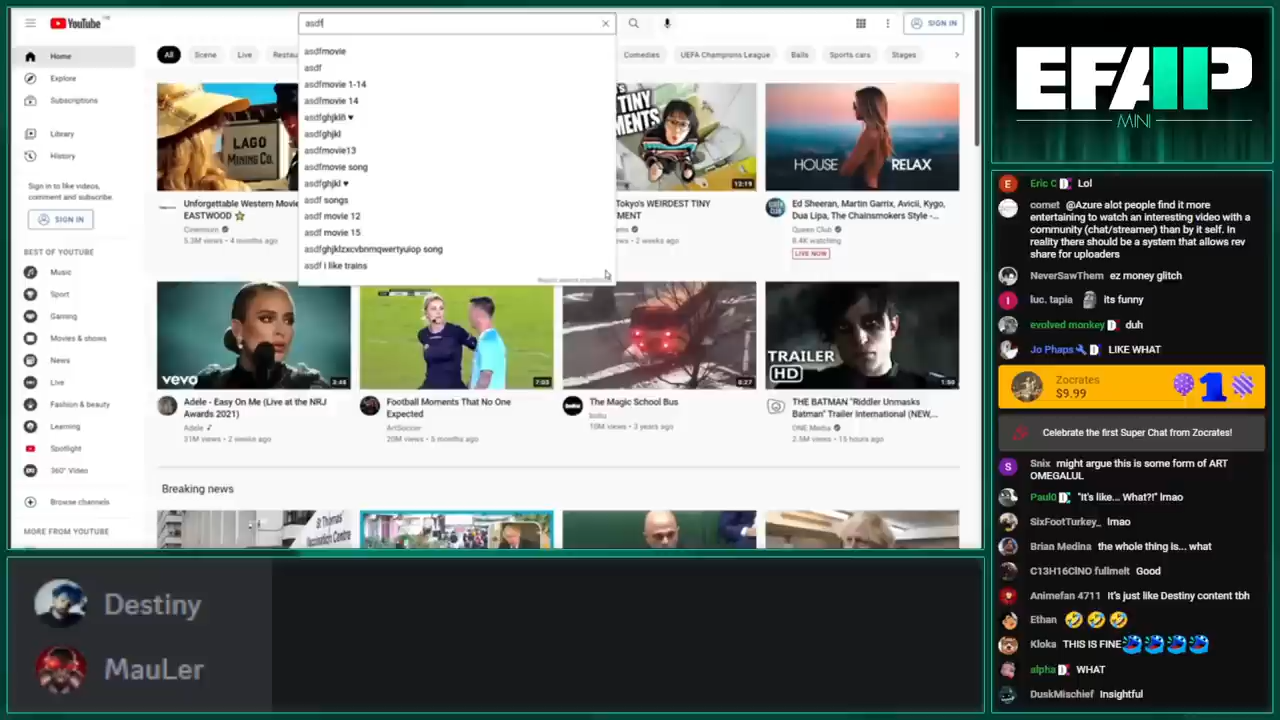 YouTube
asdf
SIGN IN
Home
Explore
Subscriptions
Library
History
Sign in to like videos,
comment and subscribe.
SIGN IN
BEST OF YOUTUBE
Music
Sport
Gaming
Movies & shows
News
Live
Fashion & beauty
Learning
Spotlight
360° Video
Browse channels
MORE FROM YOUTUBE
All
Scene
Live
Comedies
UEFA Champions League
Balls
Sports cars
Stages
asdfmovie
asdf
asdfmovie 1-14
asdfmovie 14
asdfghjklñ ♥
asdfghjkl
asdfmovie13
asdfmovie song
asdfghjkl ♥
asdf songs
asdf movie 12
asdf movie 15
asdfghjklzxcvbnmqwertyuiop song
asdf i like trains
LAGO
MINING Co.
Unforgettable Western Movie
EASTWOOD ⭐
Cinemum
5.3M views • 4 months ago
TINY
MENTS
12:19
Tokyo's WEIRDEST TINY
MENT
ws • 2 weeks ago
HOUSE RELAX
Ed Sheeran, Martin Garrix, Avicii, Kygo,
Dua Lipa, The Chainsmokers Style -...
Queen Club
8.4K watching
LIVE NOW
vevo
3:46
Adele - Easy On Me (Live at the NRJ
Awards 2021)
Adele ♪
31M views • 2 weeks ago
7:03
Football Moments That No One
Expected
ArtSoccer
20M views • 5 months ago
8:27
The Magic School Bus
10M views • 3 years ago
TRAILER
HD
1:50
THE BATMAN "Riddler Unmasks
Batman" Trailer International (NEW,...
ONE Media
2.5M views • 15 hours ago
Breaking news
St Thomas'
Vaccination Centre
Destiny
MauLer
EFAP
MINI
Eric C Lol
comet @Azure alot people find it more
entertaining to watch an interesting video with a
community (chat/streamer) than by it self. In
reality there should be a system that allows rev
share for uploaders
NeverSawThem ez money glitch
luc. tapia its funny
evolved monkey duh
Jo Phaps LIKE WHAT
Zocrates
$9.99
1
Celebrate the first Super Chat from Zocrates!
Snix might argue this is some form of ART
OMEGALUL
Paul0 "It's like... What?!" lmao
SixFootTurkey_ lmao
Brian Medina the whole thing is... what
C13H16ClNO fullmelt Good
Animefan 4711 It's just like Destiny content tbh
Ethan 🤣🤣🤣
Kloka THIS IS FINE
alpha WHAT
DuskMischief Insightful